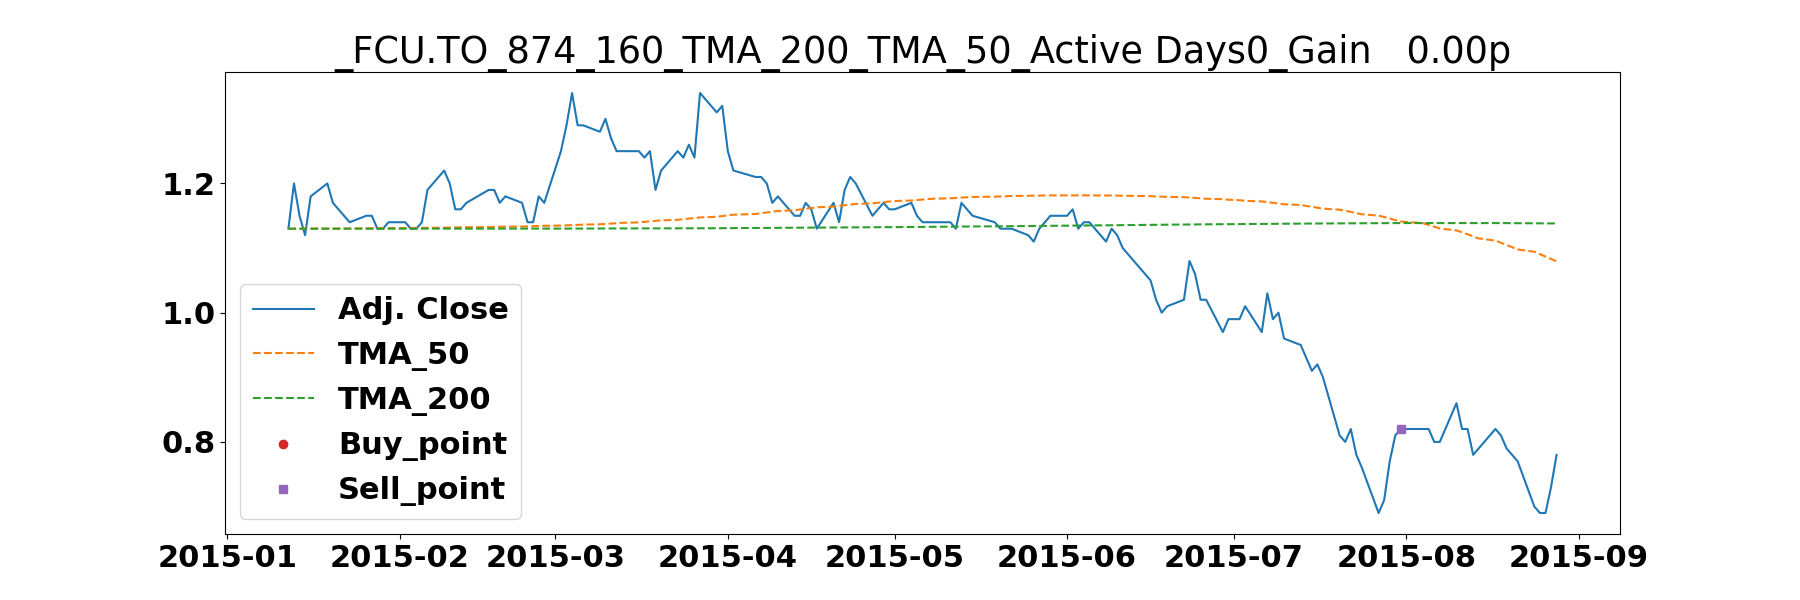 _FCU.TO_874_160_TMA_200_TMA_50_Active Days0_Gain   0.00p
1.2
1.0
0.8
Adj. Close
TMA_50
TMA_200
Buy_point
Sell_point
2015-01 2015-02 2015-03 2015-04 2015-05 2015-06 2015-07 2015-08 2015-09